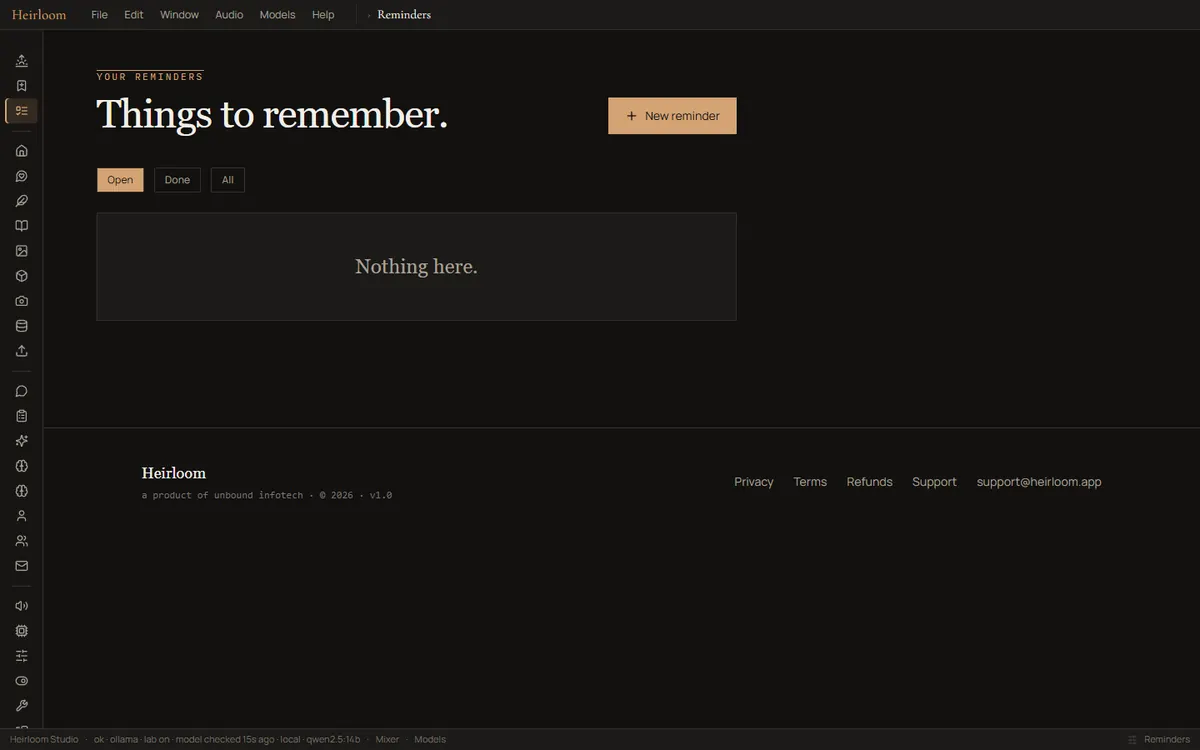 Heirloom File Edit Window Audio Models Help · Reminders
YOUR REMINDERS
Things to remember.
+ New reminder
Open Done All
Nothing here.
Heirloom
a product of unbound infotech · © 2026 · v1.0
Privacy Terms Refunds Support support@heirloom.app
Heirloom Studio · ok · ollama · lab on · model checked 15s ago · local · qwen2.5:14b · Mixer · Models Reminders